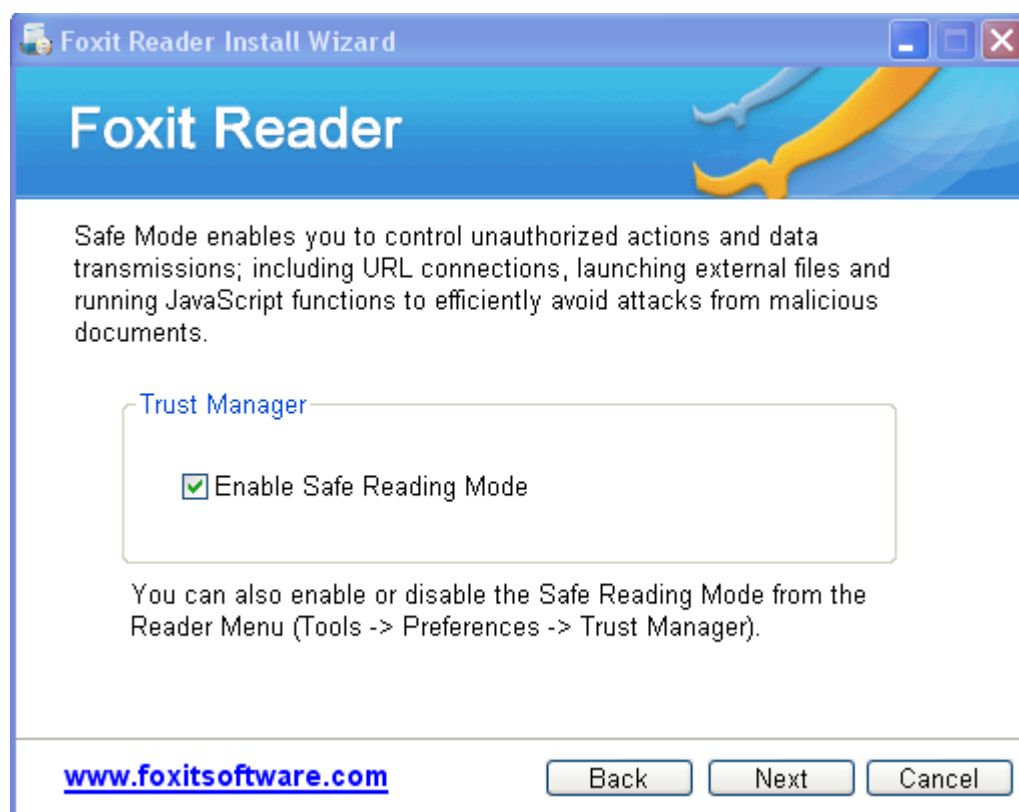 Foxit Reader Install Wizard
Foxit Reader
Safe Mode enables you to control unauthorized actions and data
transmissions; including URL connections, launching external files and
running JavaScript functions to efficiently avoid attacks from malicious
documents.
Trust Manager
Enable Safe Reading Mode
You can also enable or disable the Safe Reading Mode from the
Reader Menu (Tools -> Preferences -> Trust Manager).
www.foxitsoftware.com
Back
Next
Cancel